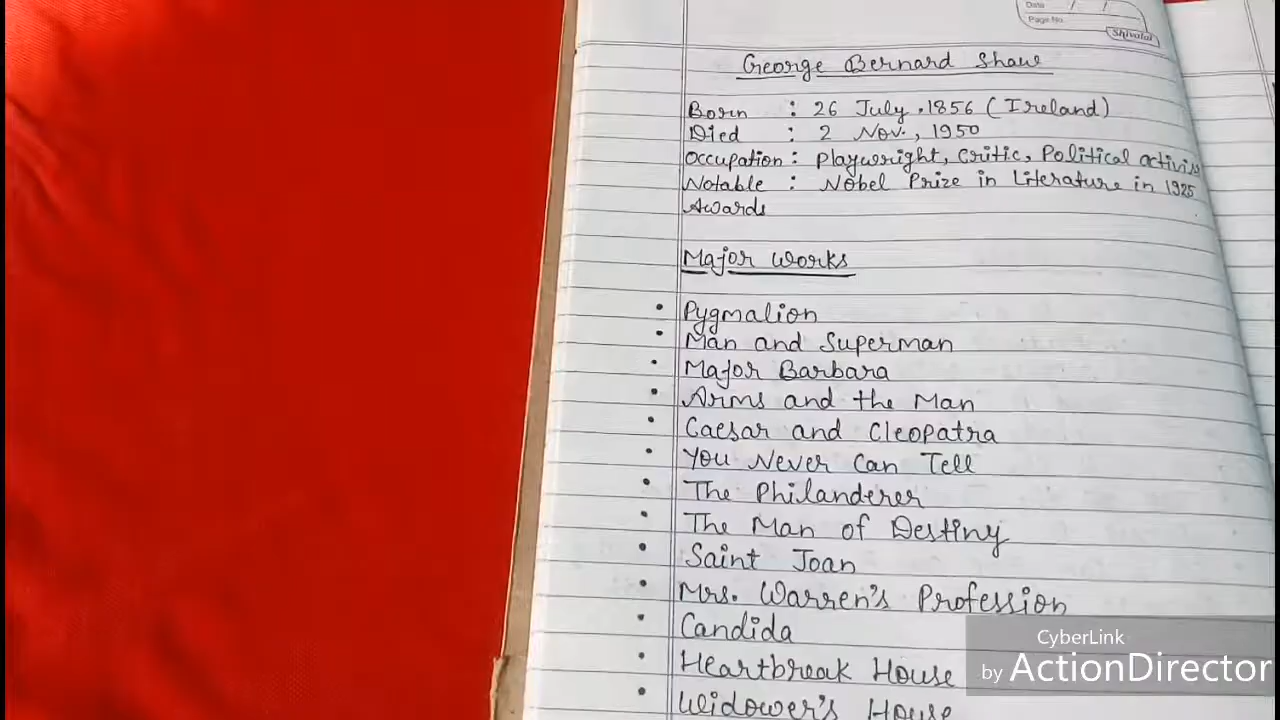 Date / /
Page No.
Shivalal
George Bernard Shaw
Born : 26 July, 1856 (Ireland)
Died : 2 Nov., 1950
Occupation : Playwright, Critic, Political activis
Notable : Nobel Prize in Literature in 1925
Awards
Major Works
• Pygmalion
• Man and Superman
• Major Barbara
• Arms and the Man
• Caesar and Cleopatra
• You Never Can Tell
• The Philanderer
• The Man of Destiny
• Saint Joan
• Mrs. Warren's Profession
• Candida
• Heartbreak House
• Widower's House
CyberLink
by ActionDirector